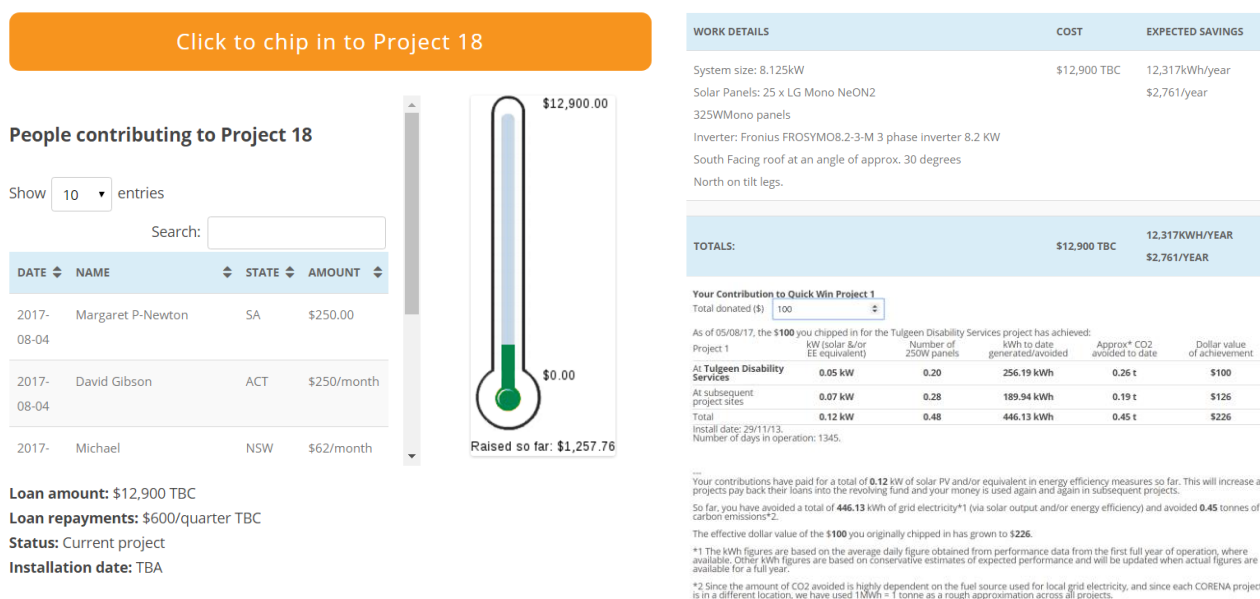 Click to chip in to Project 18
People contributing to Project 18
Show 10 entries
Search:
DATE NAME STATE AMOUNT
2017-08-04 Margaret P-Newton SA $250.00
2017-08-04 David Gibson ACT $250/month
2017- Michael NSW $62/month
$12,900.00
$0.00
Raised so far: $1,257.76
Loan amount: $12,900 TBC
Loan repayments: $600/quarter TBC
Status: Current project
Installation date: TBA
WORK DETAILS COST EXPECTED SAVINGS
System size: 8.125kW $12,900 TBC 12,317kWh/year
Solar Panels: 25 x LG Mono NeON2 $2,761/year
325WMono panels
Inverter: Fronius FROSYMO8.2-3-M 3 phase inverter 8.2 KW
South Facing roof at an angle of approx. 30 degrees
North on tilt legs.
TOTALS: $12,900 TBC 12,317KWH/YEAR
$2,761/YEAR
Your Contribution to Quick Win Project 1
Total donated ($) 100
As of 05/08/17, the $100 you chipped in for the Tulgeen Disability Services project has achieved:
Project 1 kW (solar &/or EE equivalent) Number of 250W panels kWh to date generated/avoided Approx* CO2 avoided to date Dollar value of achievement
At Tulgeen Disability Services 0.05 kW 0.20 256.19 kWh 0.26 t $100
At subsequent project sites 0.07 kW 0.28 189.94 kWh 0.19 t $126
Total 0.12 kW 0.48 446.13 kWh 0.45 t $226
Install date: 29/11/13.
Number of days in operation: 1345.
---
Your contributions have paid for a total of 0.12 kW of solar PV and/or equivalent in energy efficiency measures so far. This will increase a
projects pay back their loans into the revolving fund and your money is used again and again in subsequent projects.
So far, you have avoided a total of 446.13 kWh of grid electricity*1 (via solar output and/or energy efficiency) and avoided 0.45 tonnes of
carbon emissions*2.
The effective dollar value of the $100 you originally chipped in has grown to $226.
*1 The kWh figures are based on the average daily figure obtained from performance data from the first full year of operation, where
available. Other kWh figures are based on conservative estimates of expected performance and will be updated when actual figures are
available for a full year.
*2 Since the amount of CO2 avoided is highly dependent on the fuel source used for local grid electricity, and since each CORENA project
is in a different location, we have used 1MWh = 1 tonne as a rough approximation across all projects.